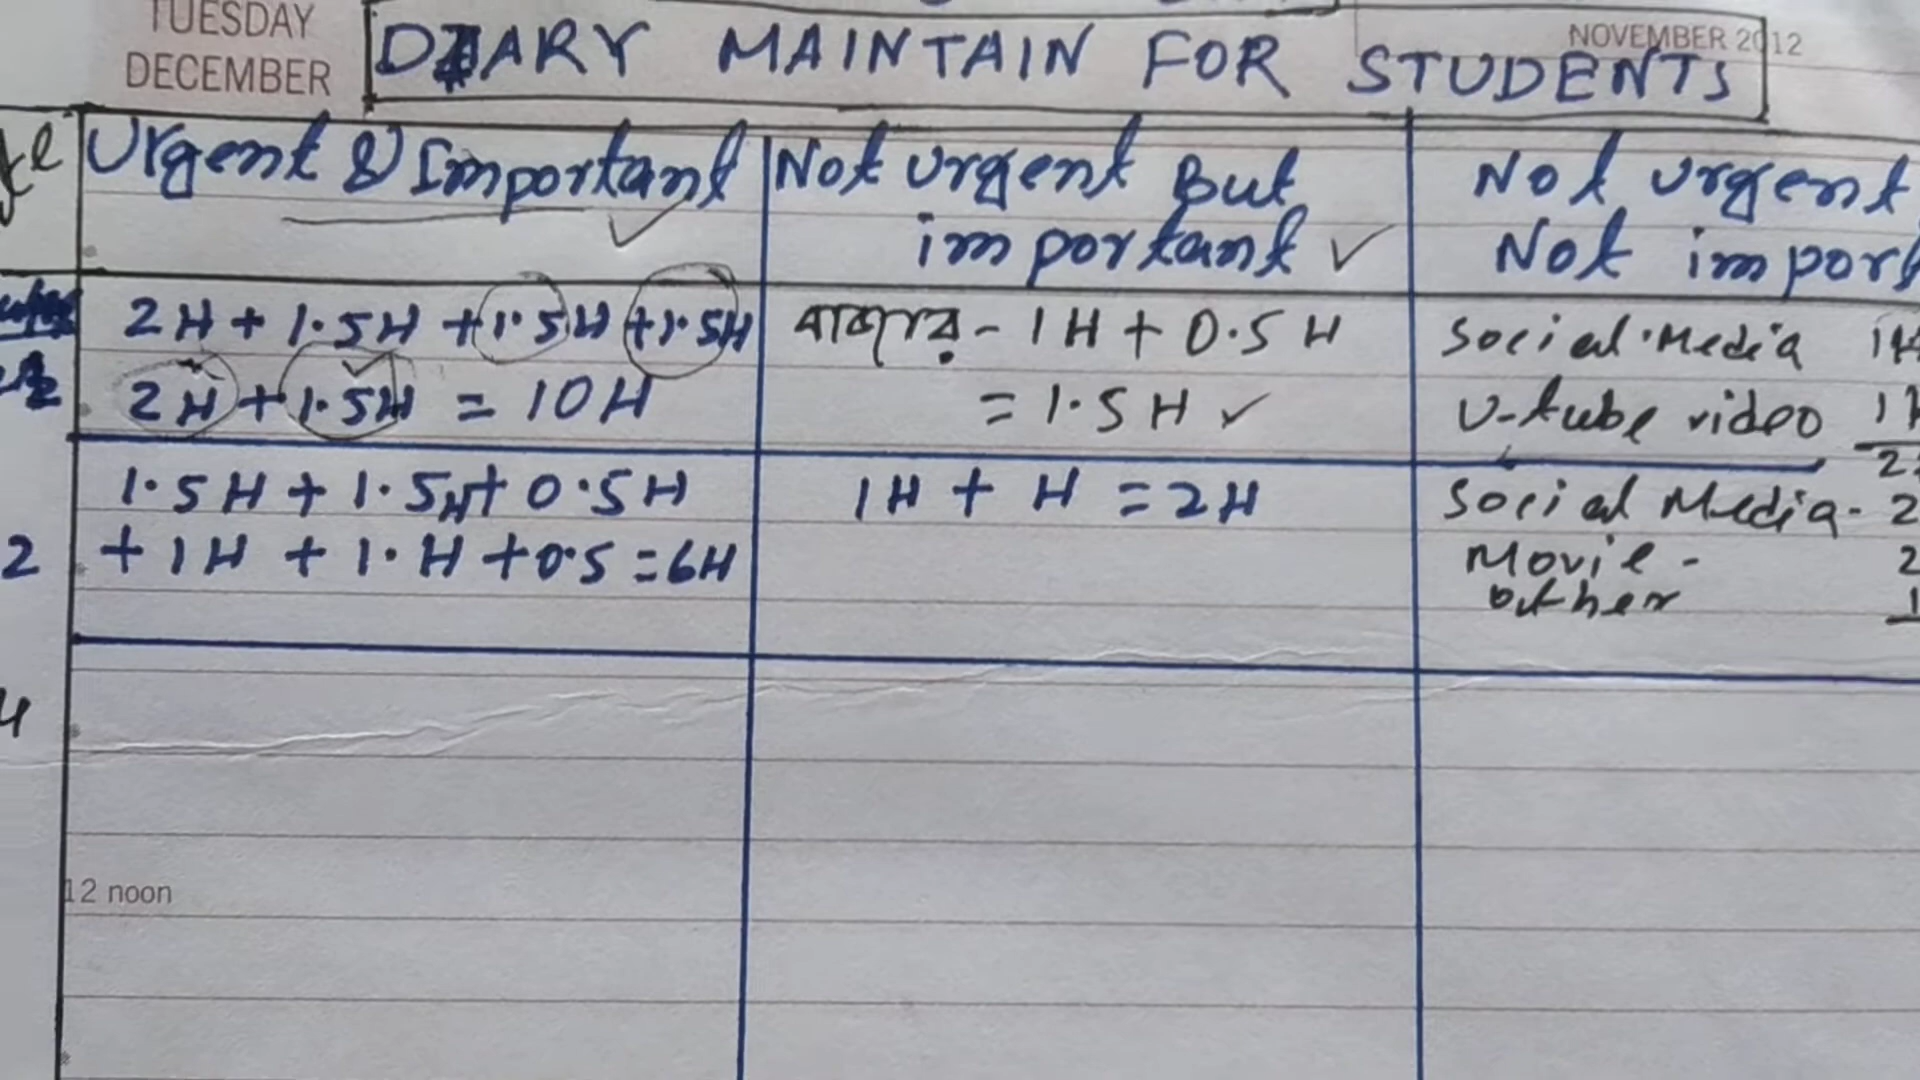 TUESDAY
DECEMBER
NOVEMBER 2012
DIARY MAINTAIN FOR STUDENTS
Urgent & Important
Not urgent But
important
Not urgent
Not
2H + 1.5H + 1.5H + 1.5H
2H + 1.5H = 10H
বাজার - 1H + 0.5H
= 1.5H
Social Media
U-tube video
1.5H + 1.5H + 0.5H
+ 1H + 1.H + 0.5 = 6H
1H + H = 2H
Social Media - 2
Movie - 2
other 1
2
4
12 noon